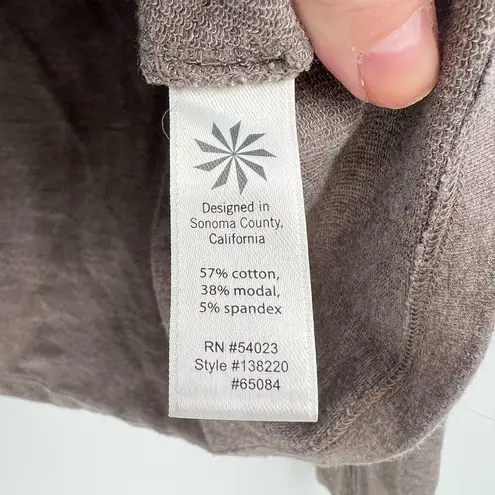 Designed in
Sonoma County,
California
57% cotton,
38% modal,
5% spandex
RN #54023
Style #138220
#65084